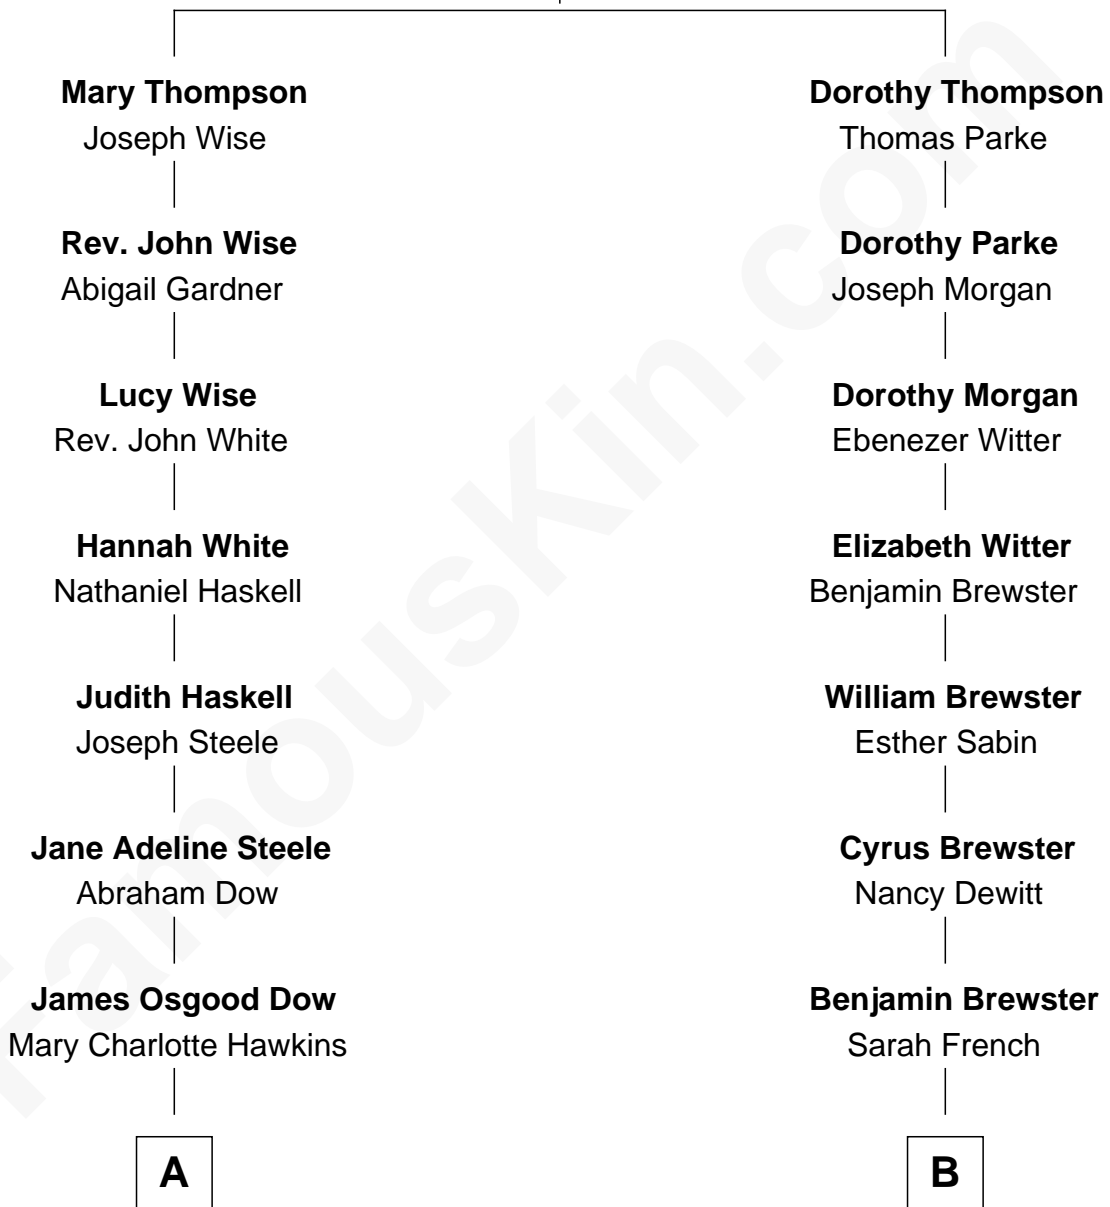 Mary Thompson
Joseph Wise
Rev. John Wise
Abigail Gardner
Lucy Wise
Rev. John White
Hannah White
Nathaniel Haskell
Judith Haskell
Joseph Steele
Jane Adeline Steele
Abraham Dow
James Osgood Dow
Mary Charlotte Hawkins
A
Dorothy Thompson
Thomas Parke
Dorothy Parke
Joseph Morgan
Dorothy Morgan
Ebenezer Witter
Elizabeth Witter
Benjamin Brewster
William Brewster
Esther Sabin
Cyrus Brewster
Nancy Dewitt
Benjamin Brewster
Sarah French
B
FamousKin.com